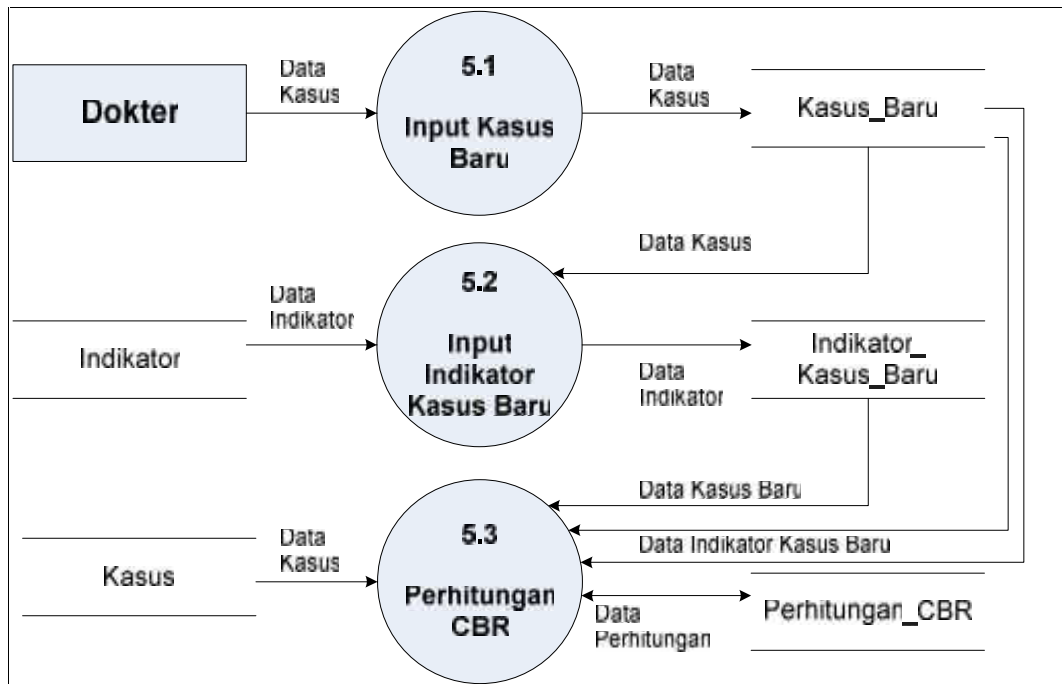 Dokter
Data
Kasus
5.1
Input Kasus
Baru
Data
Kasus
Kasus_Baru
Data Kasus
Indikator
Data
Indikator
5.2
Input
Indikator
Kasus Baru
Data
Indikator
Indikator_
Kasus_Baru
Data Kasus Baru
Kasus
Data
Kasus
5.3
Perhitungan
CBR
Data Indikator Kasus Baru
Data
Perhitungan
Perhitungan_CBR